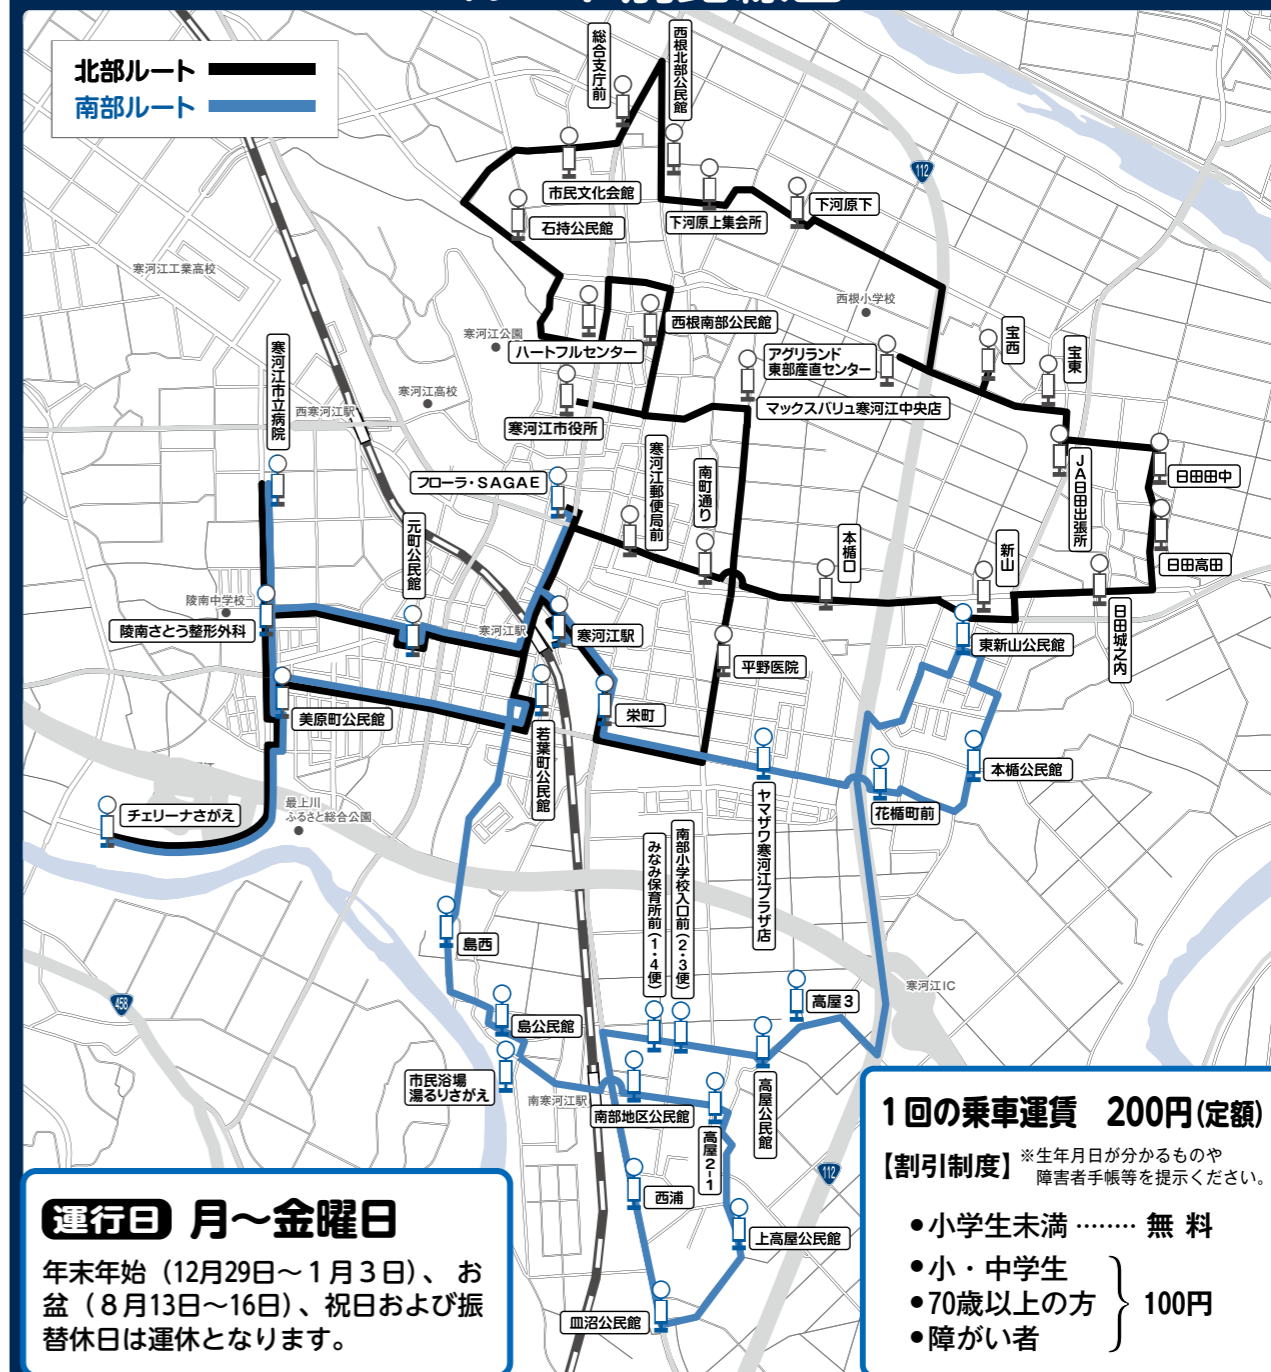 北部ルート
南部ルート
総合支庁前
西根北部公民館
112
市民文化会館
下河原下
石持公民館
下河原上集会所
寒河江工業高校
西根小学校
寒河江公園
西根南部公民館
宝西
宝東
ハートフルセンター
アグリランド
東部産直センター
寒河江市立病院
寒河江高校
西寒河江駅
マックスバリュ寒河江中央店
寒河江市役所
寒河江郵便局前
南町通り
JA日田出張所
日田田中
フローラ・SAGAE
元町公民館
本楯口
新山
日田高田
陵南中学校
陵南さとう整形外科
寒河江駅
寒河江駅
東新山公民館
日田城之内
平野医院
美原町公民館
栄町
若葉町公民館
本楯公民館
ヤマザワ寒河江プラザ店
花楯町前
チェリーナさがえ
最上川
ふるさと総合公園
みなみ保育所前(1・4便)
南部小学校入口前(2・3便)
島西
寒河江IC
458
高屋3
島公民館
市民浴場
湯るりさがえ
南寒河江駅
南部地区公民館
高屋公民館
高屋2-1
112
西浦
上高屋公民館
皿沼公民館
運行日 月～金曜日
年末年始（12月29日～1月3日）、お
盆（8月13日～16日）、祝日および振
替休日は運休となります。
1回の乗車運賃 200円(定額)
【割引制度】※生年月日が分かるものや
障害者手帳等を提示ください。
●小学生未満 ……… 無 料
●小・中学生
●70歳以上の方 100円
●障がい者